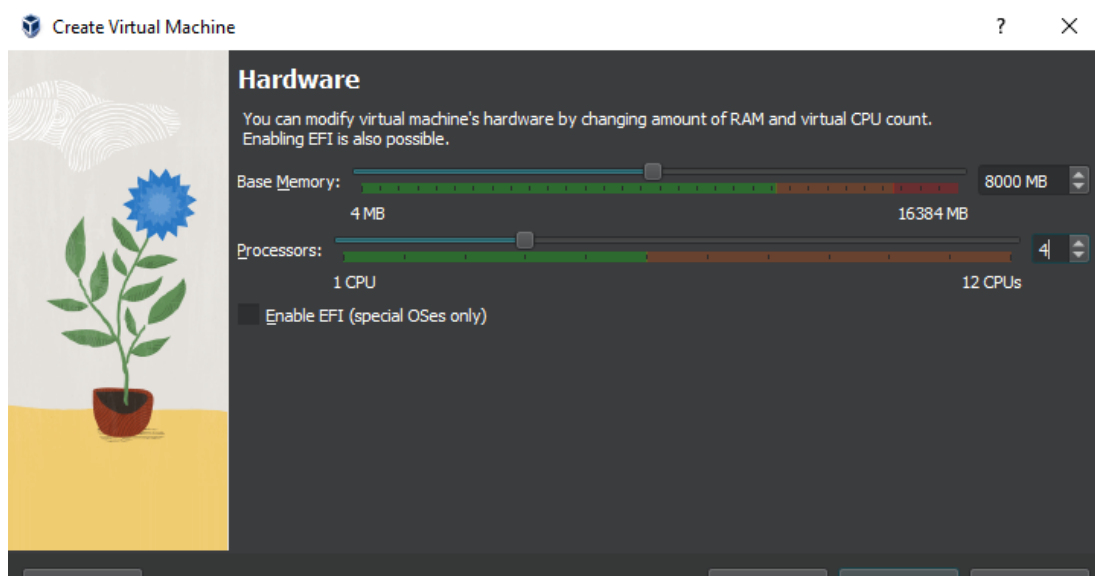 Create Virtual Machine
?
Hardware
You can modify virtual machine's hardware by changing amount of RAM and virtual CPU count.
Enabling EFI is also possible.
Base Memory: 8000 MB
4 MB 16384 MB
Processors: 4
1 CPU 12 CPUs
Enable EFI (special OSes only)